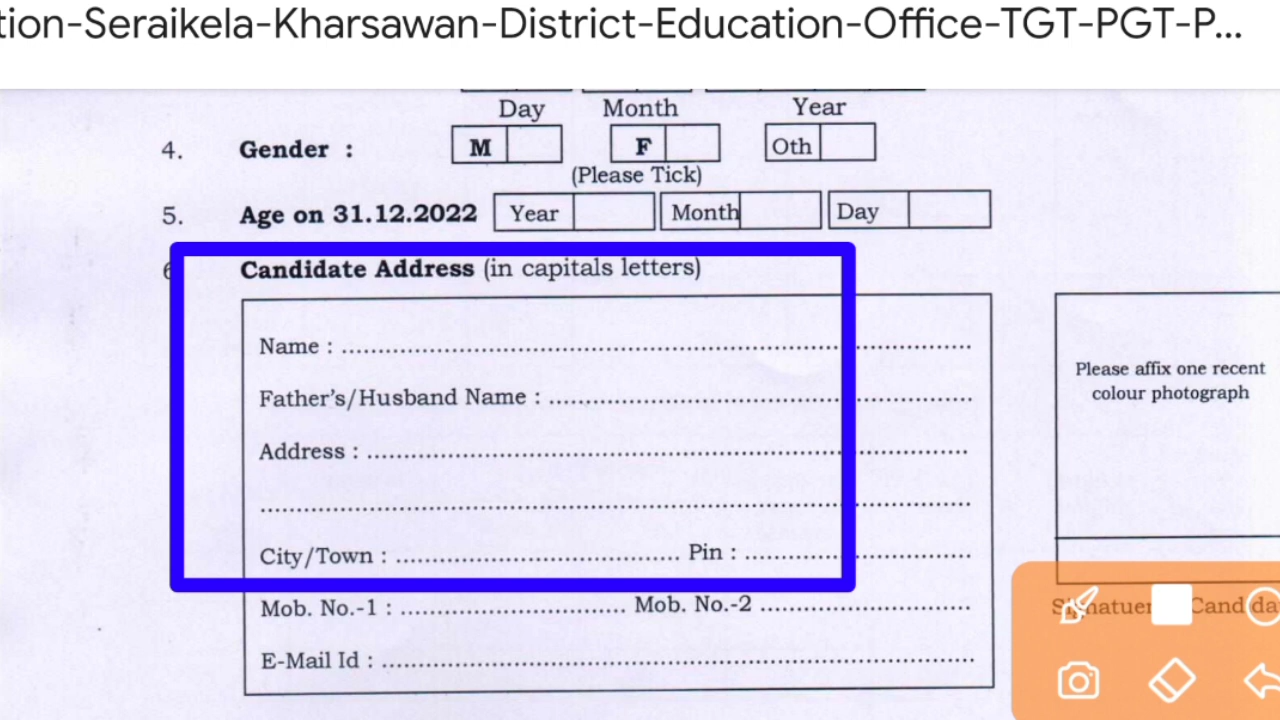 tion-Seraikela-Kharsawan-District-Education-Office-TGT-PGT-P...
Day Month Year
4. Gender : M F Oth
(Please Tick)
5. Age on 31.12.2022 Year Month Day
Candidate Address (in capitals letters)
Name :
Father's/Husband Name :
Address :
City/Town : Pin :
Mob. No.-1 : Mob. No.-2
E-Mail Id :
Please affix one recent
colour photograph